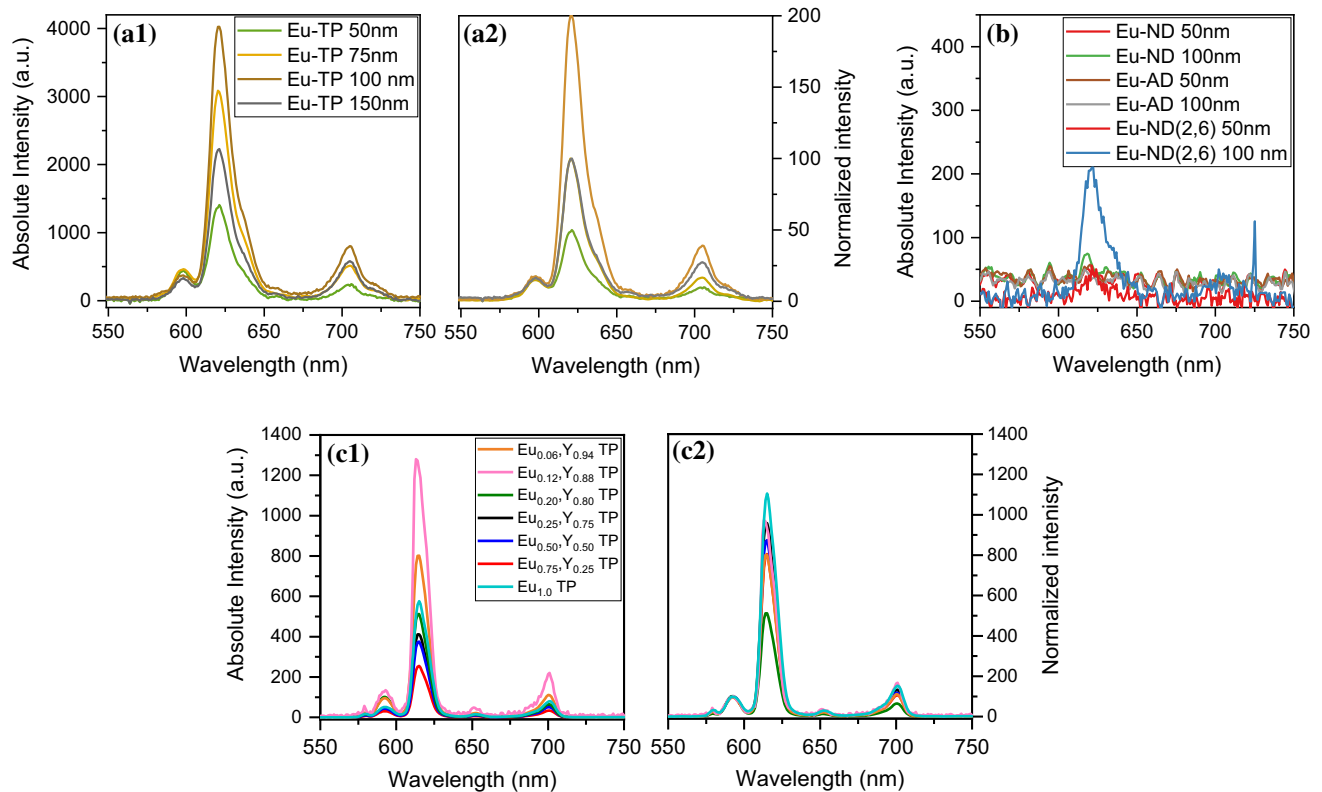 (a1)
Eu-TP 50nm
Eu-TP 75nm
Eu-TP 100 nm
Eu-TP 150nm
Absolute Intensity (a.u.)
4000
3000
2000
1000
0
550 600 650 700 750
Wavelength (nm)
(a2)
200
150
100
50
0
Normalized intensity
550 600 650 700 750
Wavelength (nm)
(b)
Eu-ND 50nm
Eu-ND 100nm
Eu-AD 50nm
Eu-AD 100nm
Eu-ND(2,6) 50nm
Eu-ND(2,6) 100 nm
Absolute Intensity (a.u.)
400
300
200
100
0
550 600 650 700 750
Wavelength (nm)
(c1)
Eu0.06,Y0.94 TP
Eu0.12,Y0.88 TP
Eu0.20,Y0.80 TP
Eu0.25,Y0.75 TP
Eu0.50,Y0.50 TP
Eu0.75,Y0.25 TP
Eu1.0 TP
Absolute Intensity (a.u.)
1400
1200
1000
800
600
400
200
0
550 600 650 700 750
Wavelength (nm)
(c2)
1400
1200
1000
800
600
400
200
0
Normalized intenisty
550 600 650 700 750
Wavelength (nm)